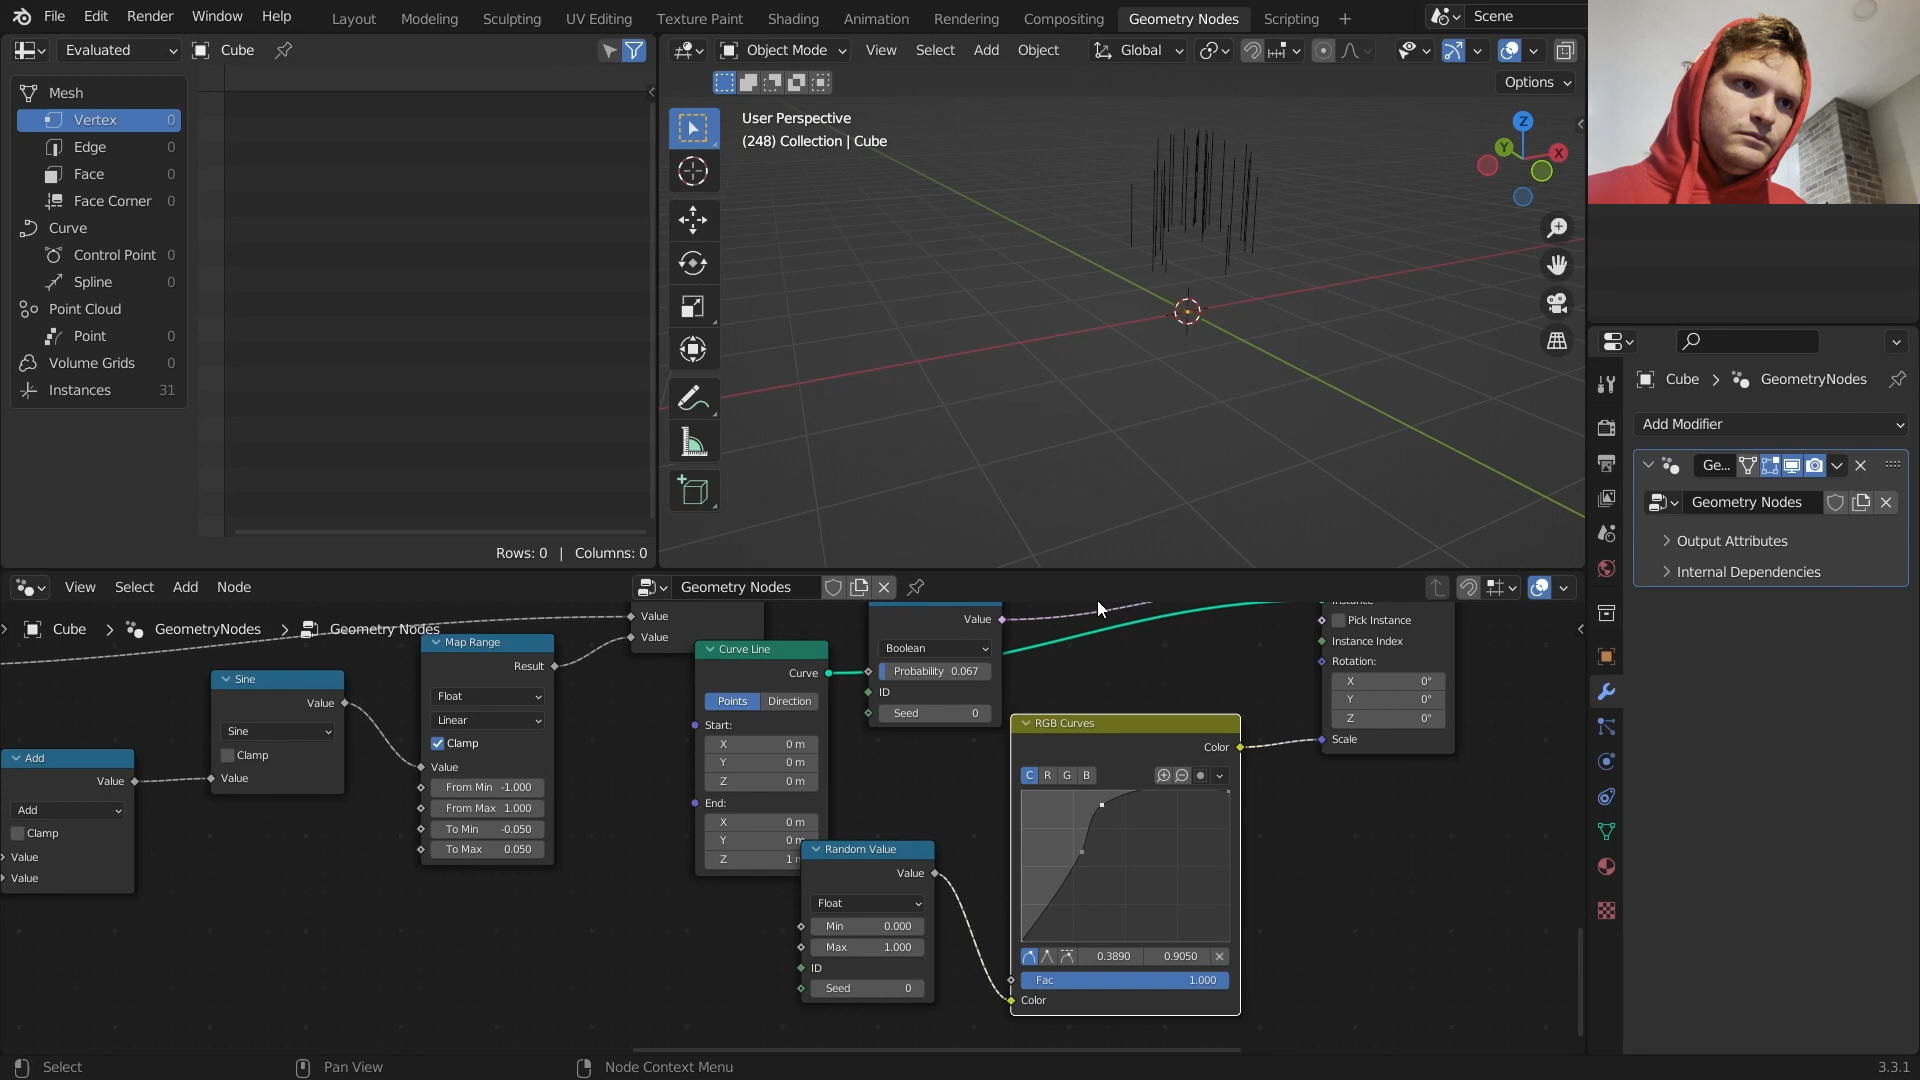 File Edit Render Window Help
Layout Modeling Sculpting UV Editing Texture Paint Shading Animation Rendering Compositing Geometry Nodes Scripting
Scene
Evaluated Cube
Mesh
Vertex 0
Edge 0
Face 0
Face Corner 0
Curve
Control Point 0
Spline 0
Point Cloud
Point 0
Volume Grids 0
Instances 31
Rows: 0 | Columns: 0
Object Mode View Select Add Object Global
Options
User Perspective
(248) Collection | Cube
Z
Y
X
Cube > GeometryNodes
Add Modifier
Ge...
Geometry Nodes
Output Attributes
Internal Dependencies
View Select Add Node Geometry Nodes
Cube > GeometryNodes > Geometry Nodes
Add
Value
Add
Clamp
Value
Value
Sine
Value
Sine
Clamp
Value
Map Range
Result
Float
Linear
Clamp
Value
From Min -1.000
From Max 1.000
To Min -0.050
To Max 0.050
Value
Value
Curve Line
Curve
Points Direction
Start:
X 0 m
Y 0 m
Z 0 m
End:
X 0 m
Y 0 m
Z 1
Value
Boolean
Probability 0.067
ID
Seed 0
Random Value
Value
Float
Min 0.000
Max 1.000
ID
Seed 0
RGB Curves
Color
C R G B
0.3890 0.9050
Fac 1.000
Color
Instance
Pick Instance
Instance Index
Rotation:
X 0°
Y 0°
Z 0°
Scale
Select Pan View Node Context Menu
3.3.1